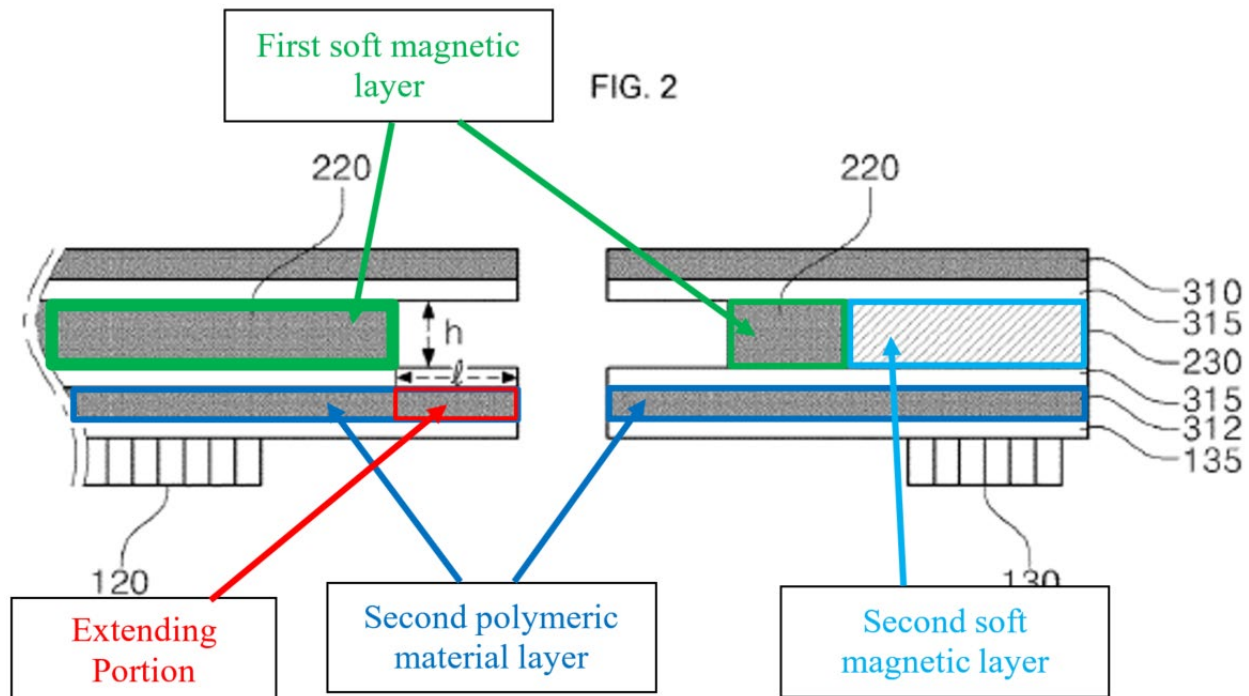 First soft magnetic
layer
FIG. 2
220
220
h
ℓ
310
315
230
315
312
135
120
130
Extending
Portion
Second polymeric
material layer
Second soft
magnetic layer